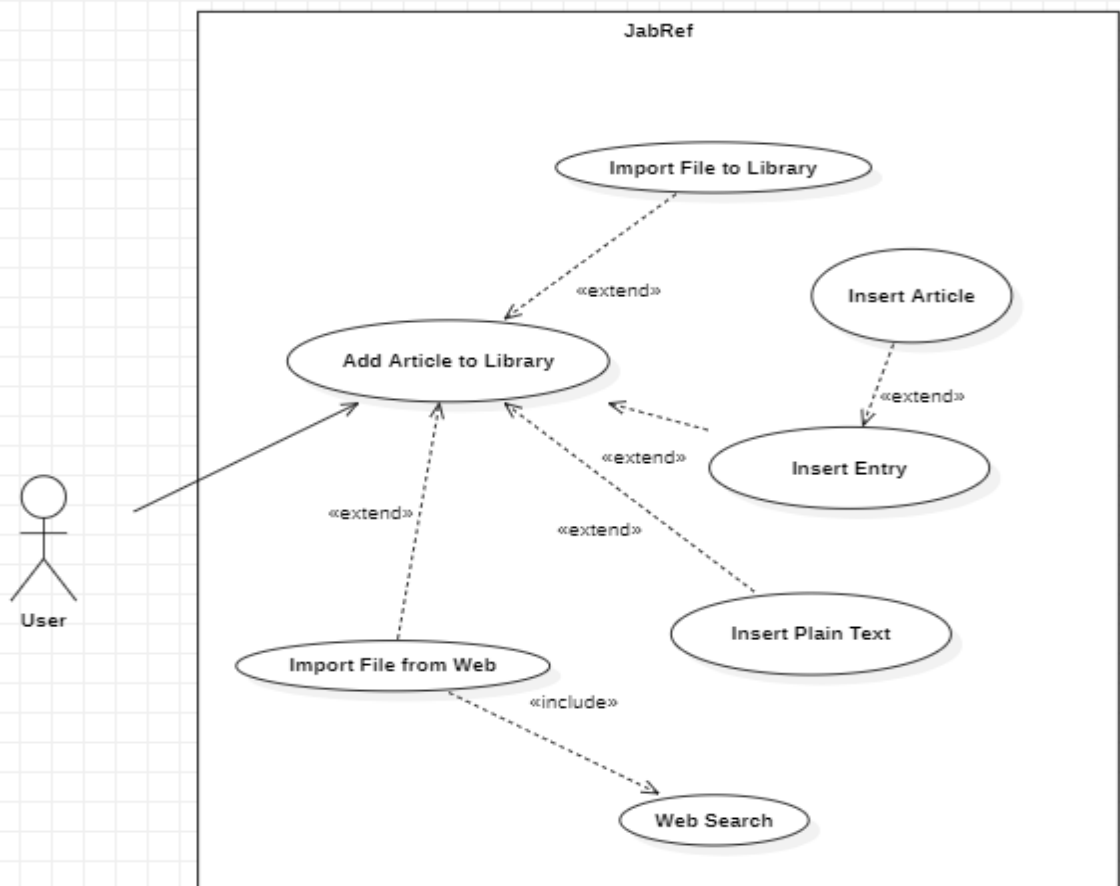 JabRef
Import File to Library
«extend»
Insert Article
Add Article to Library
«extend»
«extend»
Insert Entry
«extend»
«extend»
User
Insert Plain Text
Import File from Web
«include»
Web Search